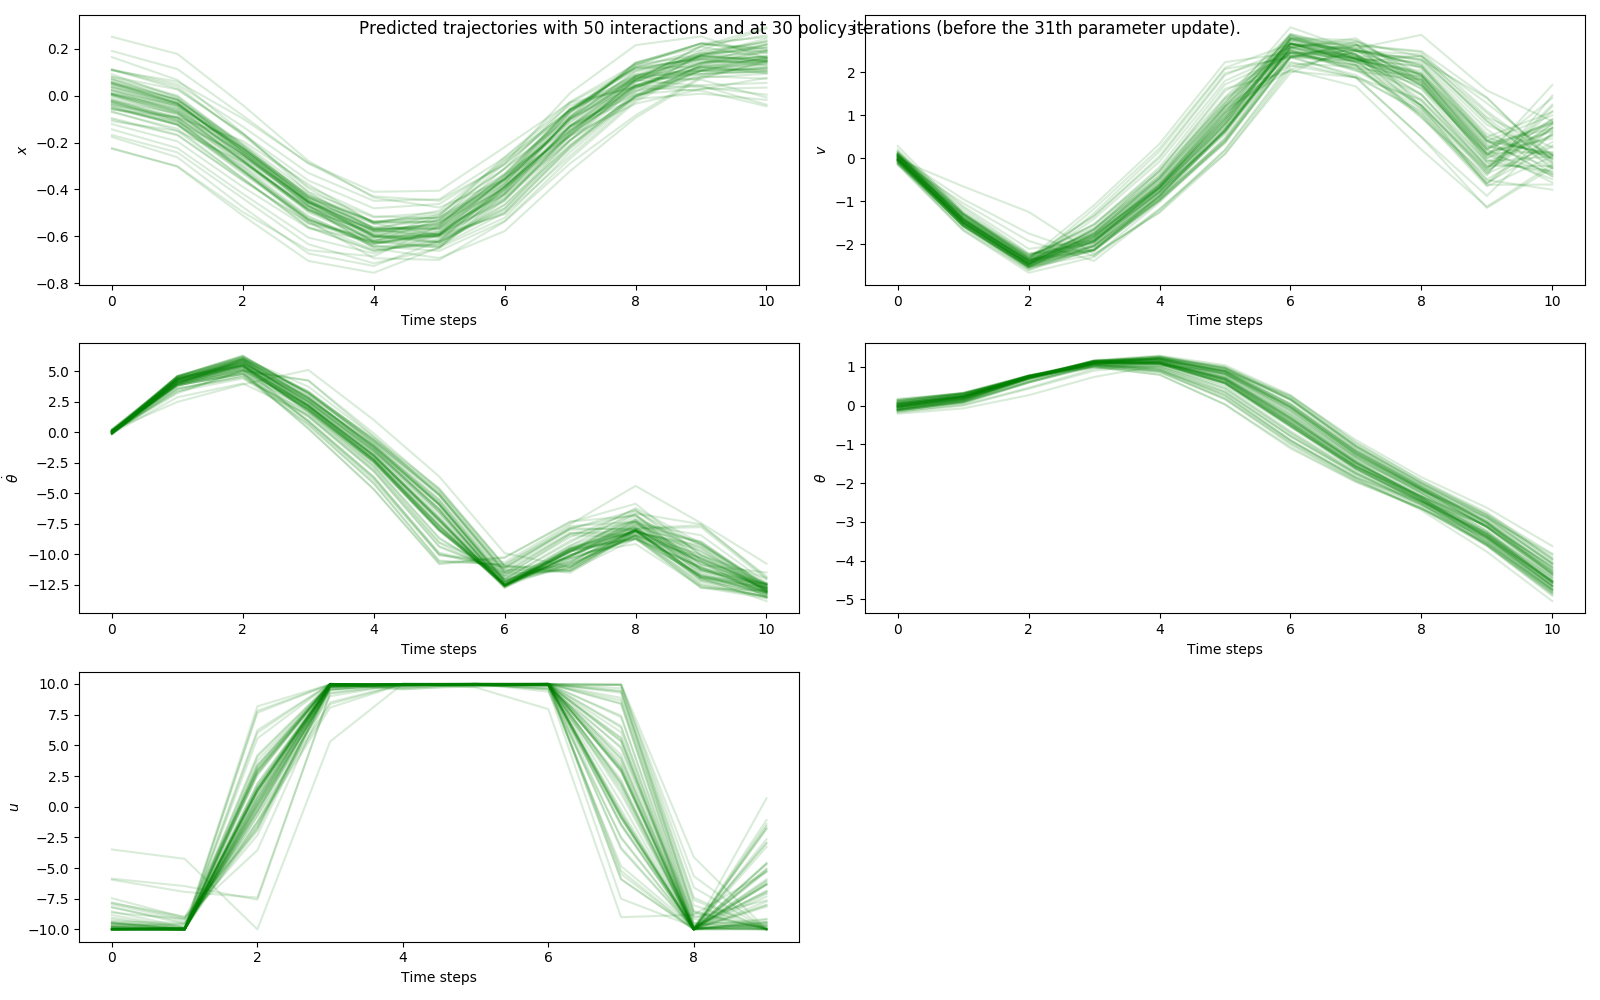 Predicted trajectories with 50 interactions and at 30 policy iterations (before the 31th parameter update).
0.2
0.0
−0.2
−0.4
−0.6
−0.8
x
0 2 4 6 8 10
Time steps
3
2
1
0
−1
−2
v
0 2 4 6 8 10
Time steps
5.0
2.5
0.0
−2.5
−5.0
−7.5
−10.0
−12.5
θ̇
0 2 4 6 8 10
Time steps
1
0
−1
−2
−3
−4
−5
θ
0 2 4 6 8 10
Time steps
10.0
7.5
5.0
2.5
0.0
−2.5
−5.0
−7.5
−10.0
u
0 2 4 6 8
Time steps